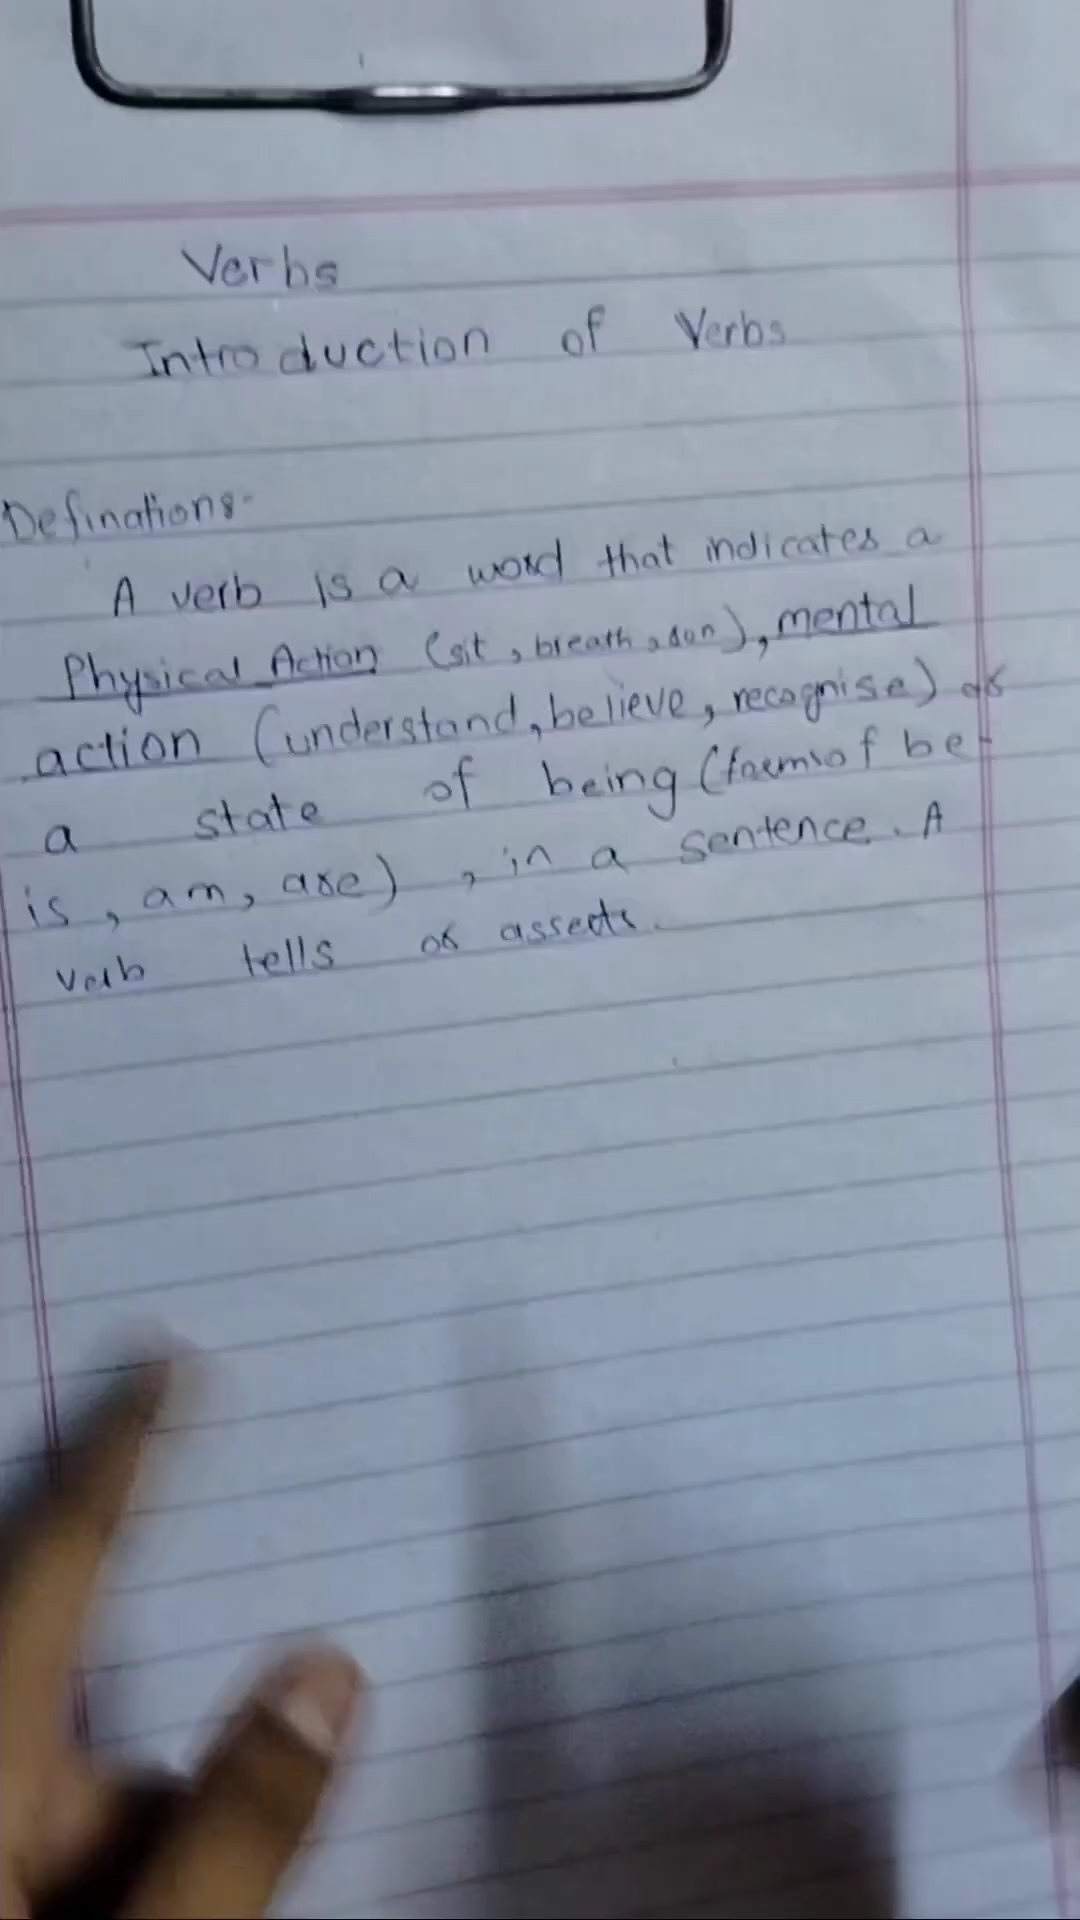 Verbs
Introduction of Verbs
Definations-
A verb is a word that indicates a
Physical Action (sit, breath, run), mental
action (understand, believe, recognise) or
a state of being (forms of be-
is, am, are), in a sentence. A
verb tells or asserts.